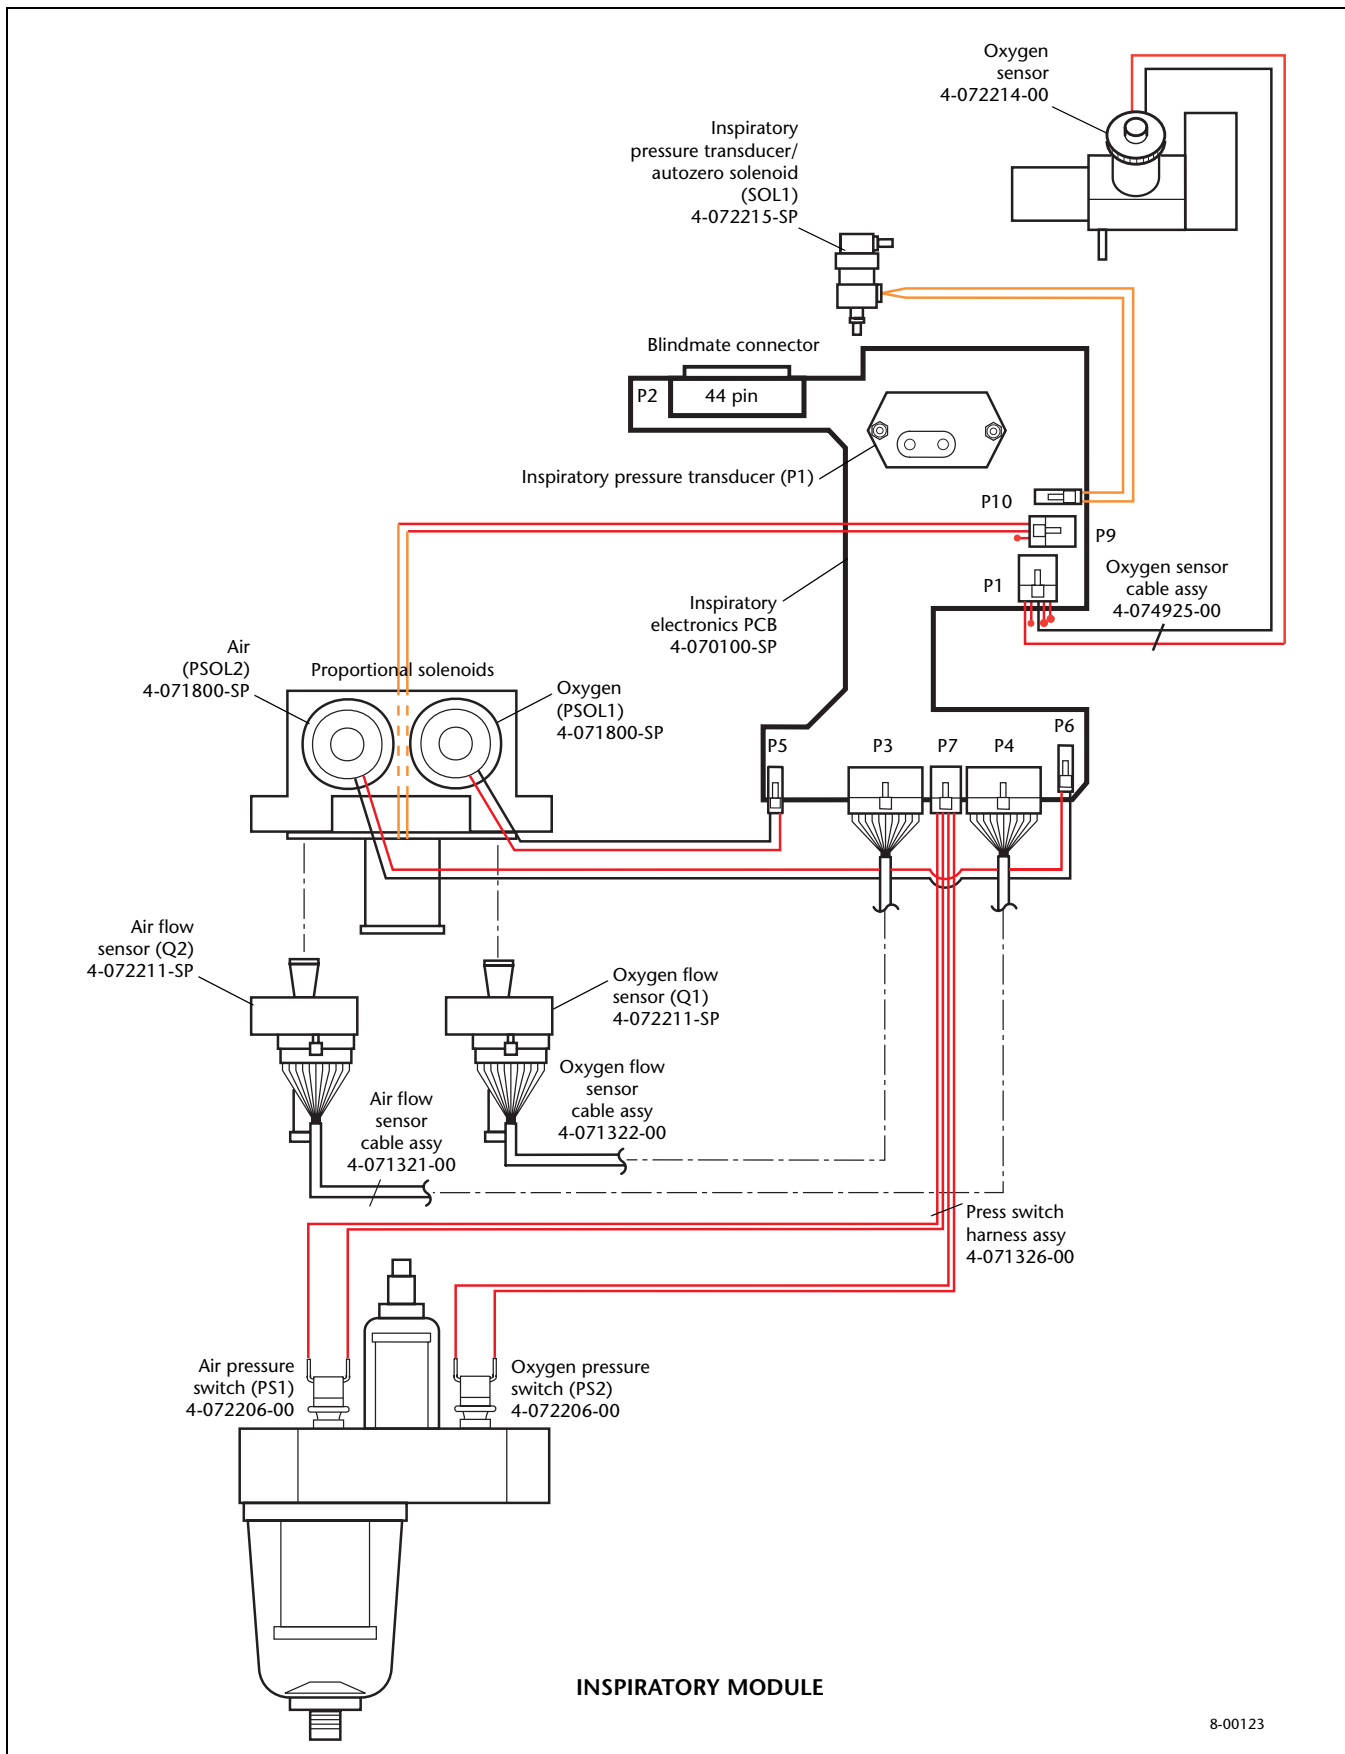 Oxygen
sensor
4-072214-00
Inspiratory
pressure transducer/
autozero solenoid
(SOL1)
4-072215-SP
Blindmate connector
P2
44 pin
Inspiratory pressure transducer (P1)
P10
P9
P1
Oxygen sensor
cable assy
4-074925-00
Inspiratory
electronics PCB
4-070100-SP
Air
(PSOL2)
4-071800-SP
Proportional solenoids
Oxygen
(PSOL1)
4-071800-SP
P5
P3
P7
P4
P6
Air flow
sensor (Q2)
4-072211-SP
Oxygen flow
sensor (Q1)
4-072211-SP
Oxygen flow
sensor
cable assy
4-071322-00
Air flow
sensor
cable assy
4-071321-00
Press switch
harness assy
4-071326-00
Air pressure
switch (PS1)
4-072206-00
Oxygen pressure
switch (PS2)
4-072206-00
INSPIRATORY MODULE
8-00123